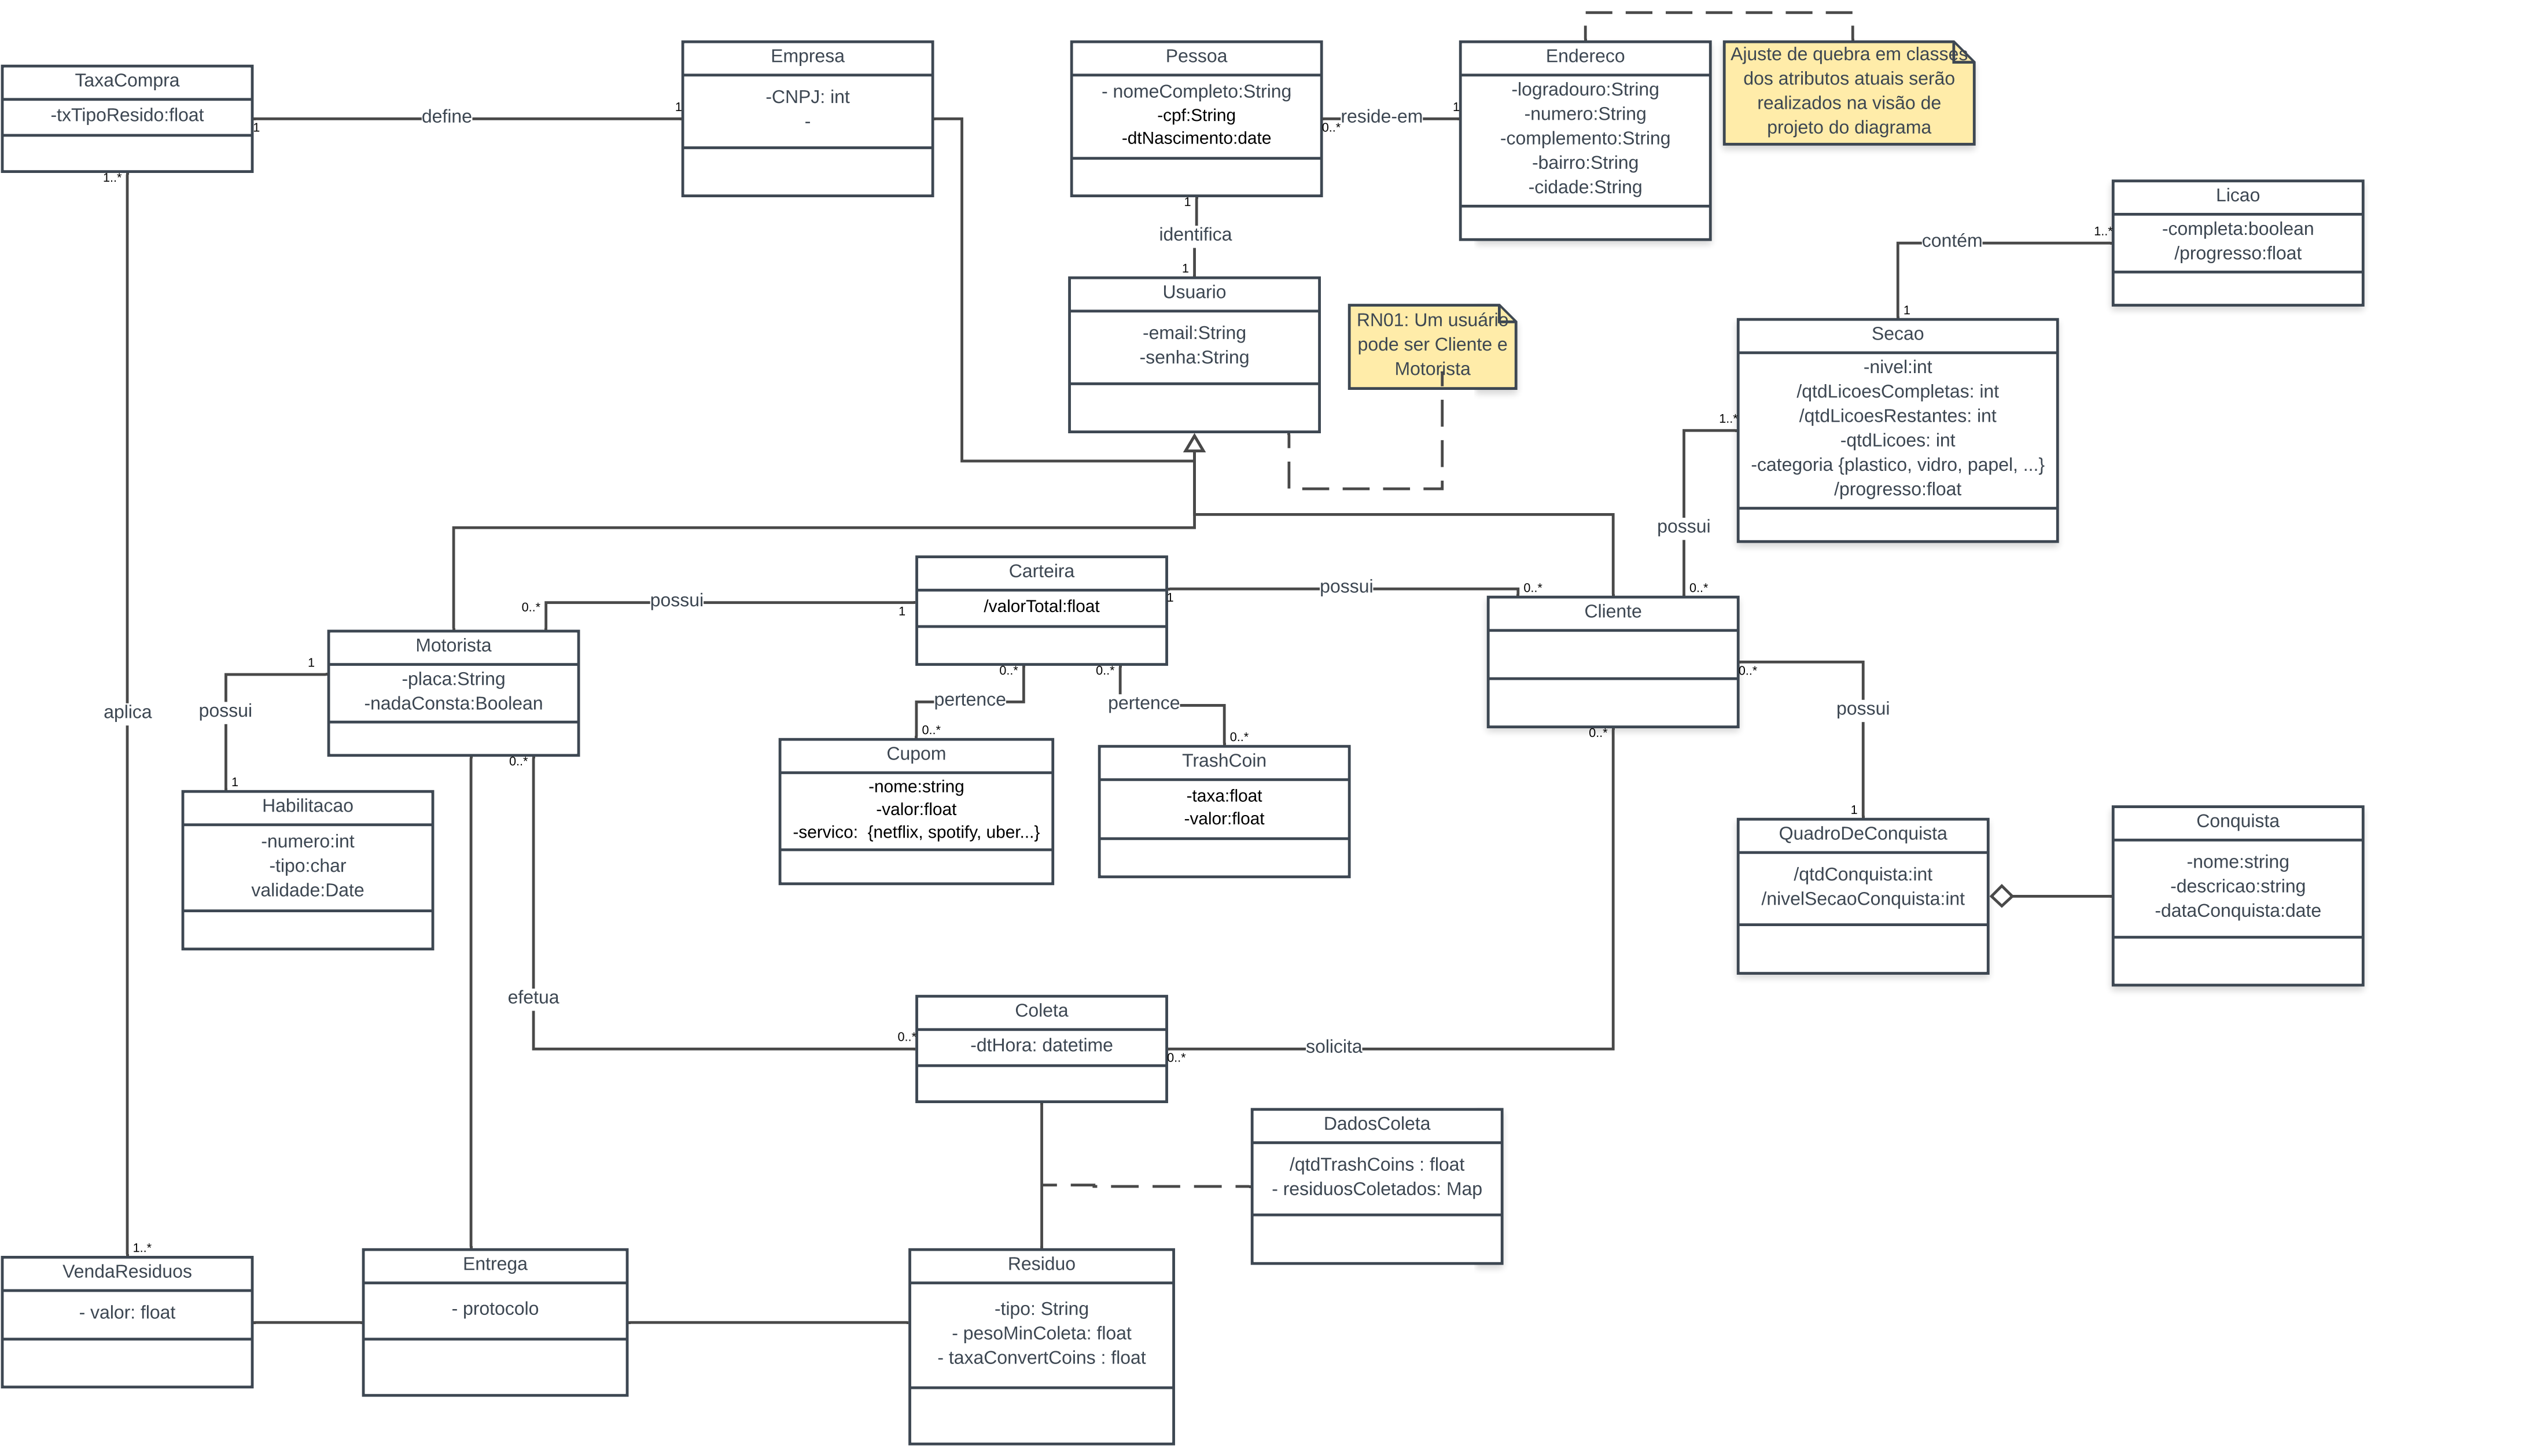 TaxaCompra
-txTipoResido:float
1
define
1
1..*
Empresa
-CNPJ: int
-
Pessoa
- nomeCompleto:String
-cpf:String
-dtNascimento:date
0..*
reside-em
1
Endereco
-logradouro:String
-numero:String
-complemento:String
-bairro:String
-cidade:String
Ajuste de quebra em classes
dos atributos atuais serão
realizados na visão de
projeto do diagrama
1
identifica
1
Usuario
-email:String
-senha:String
RN01: Um usuário
pode ser Cliente e
Motorista
Licao
-completa:boolean
/progresso:float
1..*
contém
1
Secao
-nivel:int
/qtdLicoesCompletas: int
/qtdLicoesRestantes: int
-qtdLicoes: int
-categoria {plastico, vidro, papel, ...}
/progresso:float
1..*
possui
0..*
Carteira
/valorTotal:float
1
possui
0..*
1
possui
0..*
Cliente
Motorista
-placa:String
-nadaConsta:Boolean
1
possui
1
aplica
Habilitacao
-numero:int
-tipo:char
validade:Date
0..*
pertence
0..*
0..*
pertence
0..*
Cupom
-nome:string
-valor:float
-servico:  {netflix, spotify, uber...}
TrashCoin
-taxa:float
-valor:float
0..*
possui
1
QuadroDeConquista
/qtdConquista:int
/nivelSecaoConquista:int
Conquista
-nome:string
-descricao:string
-dataConquista:date
0..*
efetua
0..*
Coleta
-dtHora: datetime
0..*
solicita
0..*
DadosColeta
/qtdTrashCoins : float
- residuosColetados: Map
1..*
VendaResiduos
- valor: float
Entrega
- protocolo
Residuo
-tipo: String
- pesoMinColeta: float
- taxaConvertCoins : float